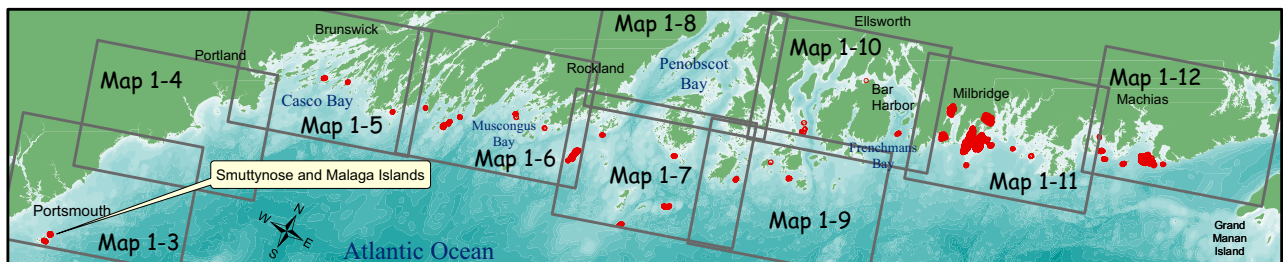 Map 1-8
Ellsworth
Brunswick
Map 1-10
Portland
Penobscot
Bay
Rockland
Map 1-4
Map 1-12
Bar
Harbor
Milbridge
Machias
Casco Bay
Map 1-5
Muscongus
Bay
Frenchmans
Bay
Map 1-6
Smuttynose and Malaga Islands
Map 1-7
Map 1-11
Portsmouth
Map 1-9
Map 1-3
N
W
E
S
Atlantic Ocean
Grand
Manan
Island